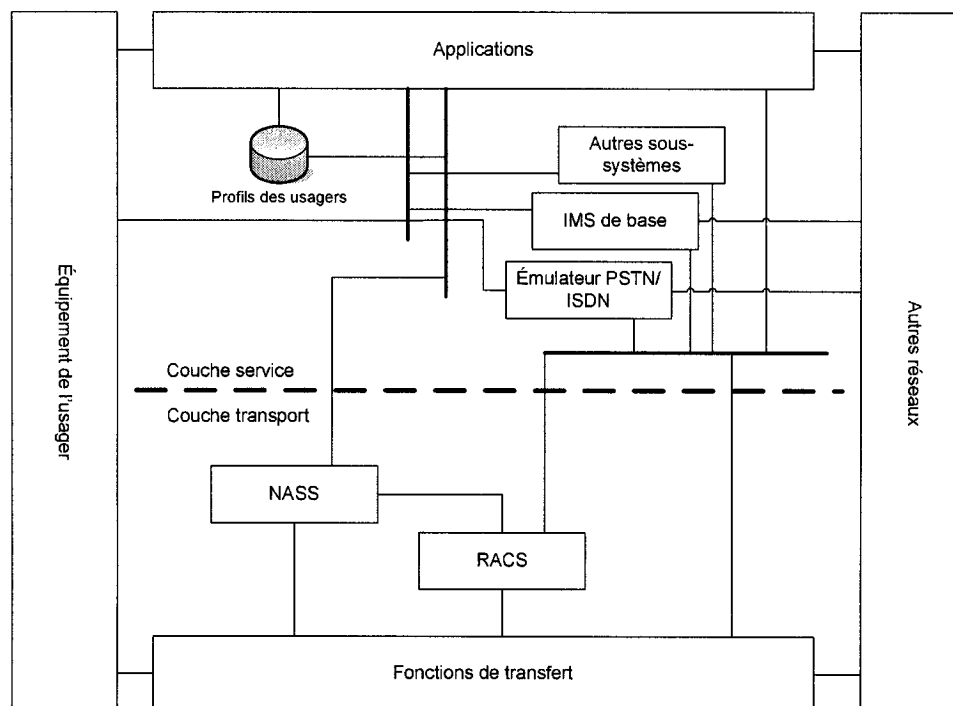 Applications
Autres sous-
systèmes
Profils des usagers
IMS de base
Émulateur PSTN/
ISDN
Équipement de l'usager
Autres réseaux
Couche service
Couche transport
NASS
RACS
Fonctions de transfert